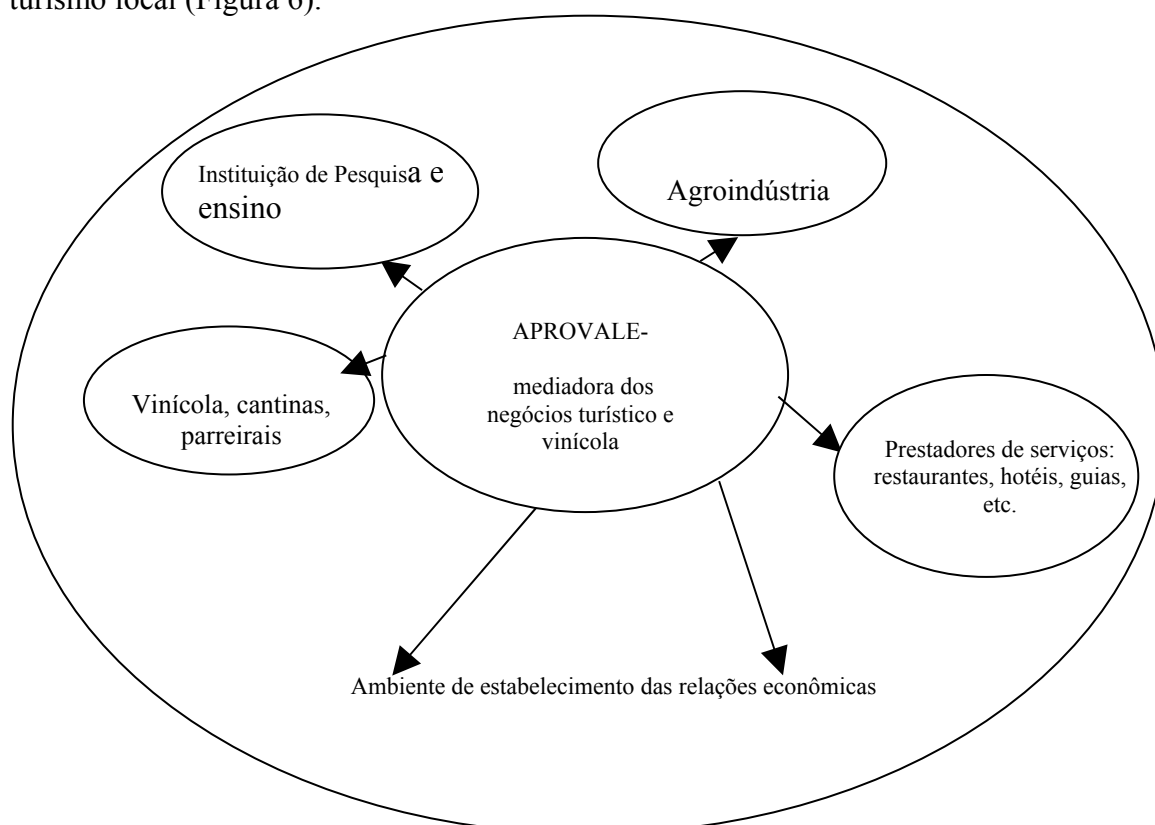 turismo local (Figura 6).
Instituição de Pesquisa e
ensino
Agroindústria
APROVALE-
mediadora dos
negócios turístico e
vinícola
Vinícola, cantinas,
parreirais
Prestadores de serviços:
restaurantes, hotéis, guias,
etc.
Ambiente de estabelecimento das relações econômicas